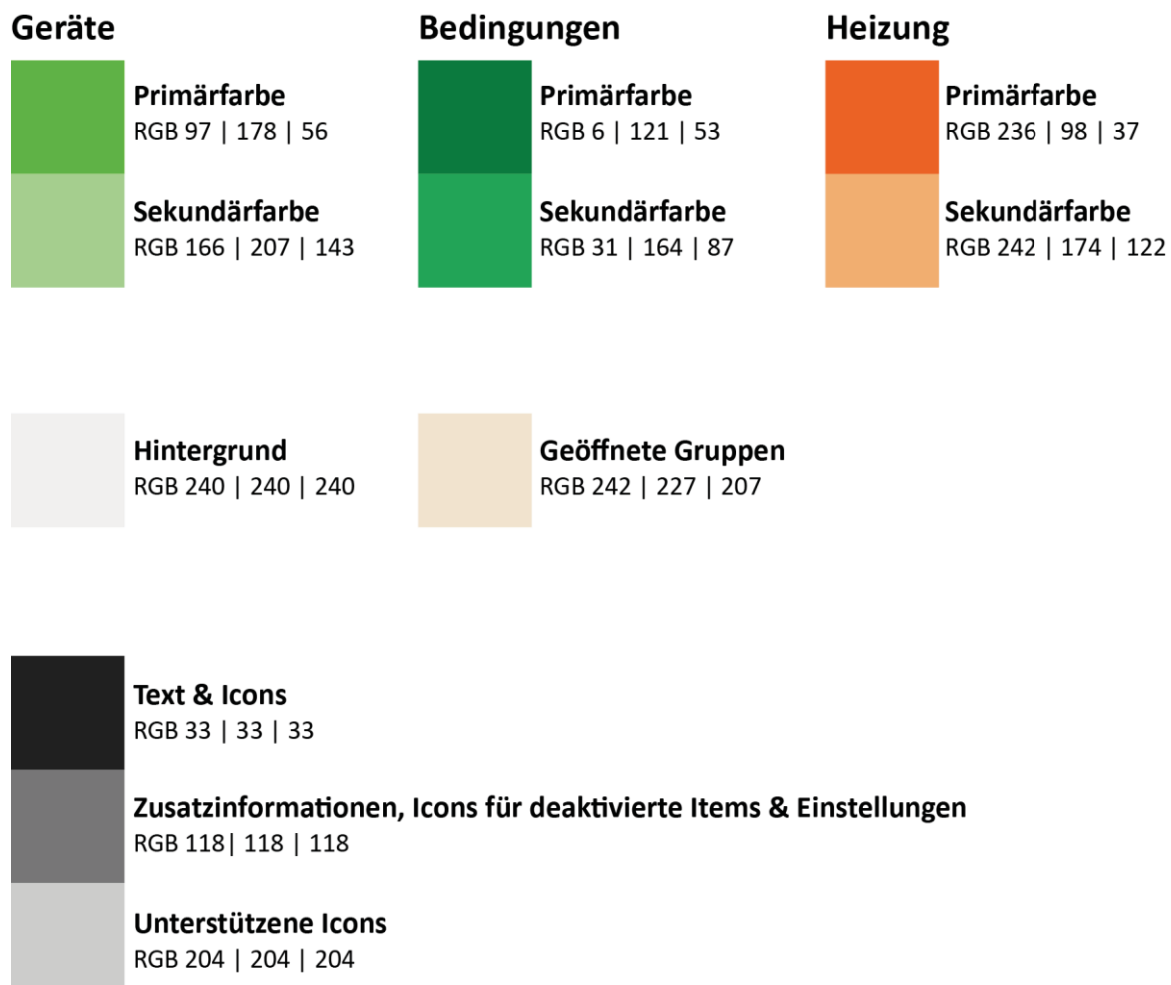 Geräte
Primärfarbe
RGB 97 | 178 | 56
Sekundärfarbe
RGB 166 | 207 | 143
Bedingungen
Primärfarbe
RGB 6 | 121 | 53
Sekundärfarbe
RGB 31 | 164 | 87
Heizung
Primärfarbe
RGB 236 | 98 | 37
Sekundärfarbe
RGB 242 | 174 | 122
Hintergrund
RGB 240 | 240 | 240
Geöffnete Gruppen
RGB 242 | 227 | 207
Text & Icons
RGB 33 | 33 | 33
Zusatzinformationen, Icons für deaktivierte Items & Einstellungen
RGB 118| 118 | 118
Unterstützene Icons
RGB 204 | 204 | 204